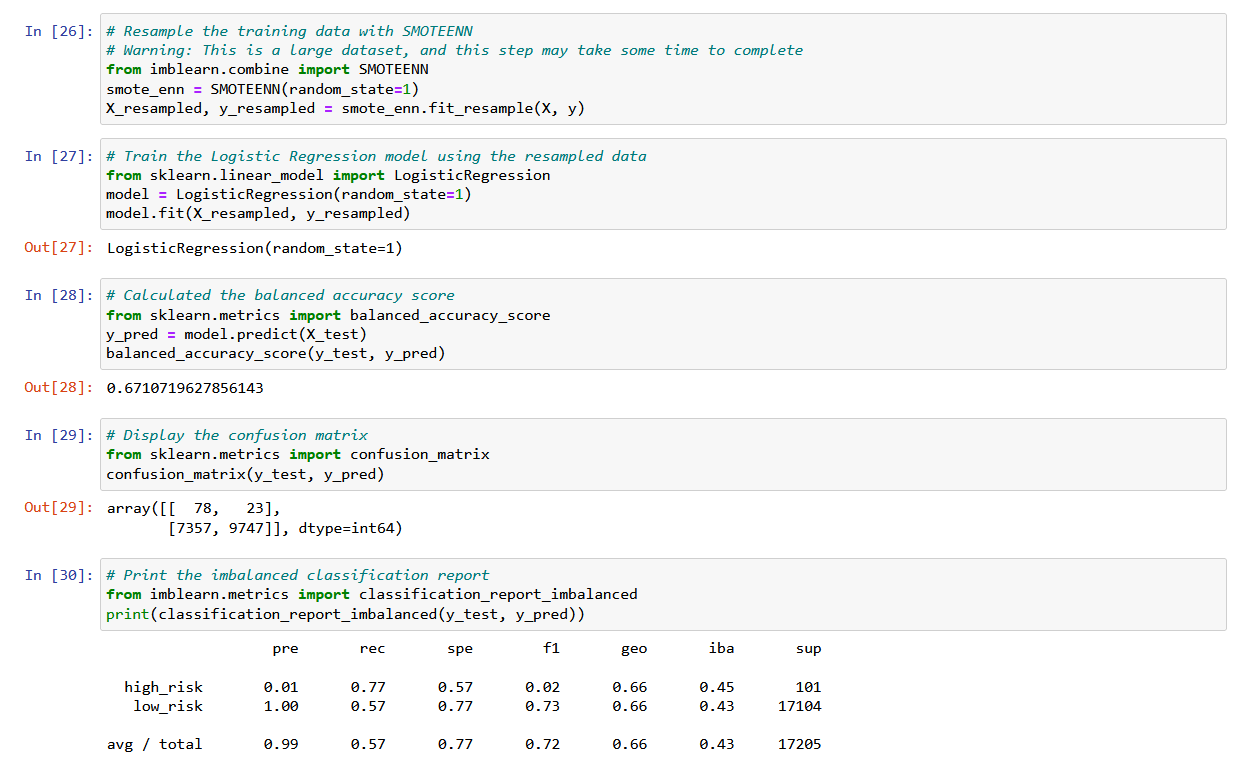 In [26]: # Resample the training data with SMOTEENN
# Warning: This is a large dataset, and this step may take some time to complete
from imblearn.combine import SMOTEENN
smote_enn = SMOTEENN(random_state=1)
X_resampled, y_resampled = smote_enn.fit_resample(X, y)
In [27]: # Train the Logistic Regression model using the resampled data
from sklearn.linear_model import LogisticRegression
model = LogisticRegression(random_state=1)
model.fit(X_resampled, y_resampled)
Out[27]: LogisticRegression(random_state=1)
In [28]: # Calculated the balanced accuracy score
from sklearn.metrics import balanced_accuracy_score
y_pred = model.predict(X_test)
balanced_accuracy_score(y_test, y_pred)
Out[28]: 0.6710719627856143
In [29]: # Display the confusion matrix
from sklearn.metrics import confusion_matrix
confusion_matrix(y_test, y_pred)
Out[29]: array([[  78,   23],
       [7357, 9747]], dtype=int64)
In [30]: # Print the imbalanced classification report
from imblearn.metrics import classification_report_imbalanced
print(classification_report_imbalanced(y_test, y_pred))
pre rec spe f1 geo iba sup
high_risk 0.01 0.77 0.57 0.02 0.66 0.45 101
low_risk 1.00 0.57 0.77 0.73 0.66 0.43 17104
avg / total 0.99 0.57 0.77 0.72 0.66 0.43 17205